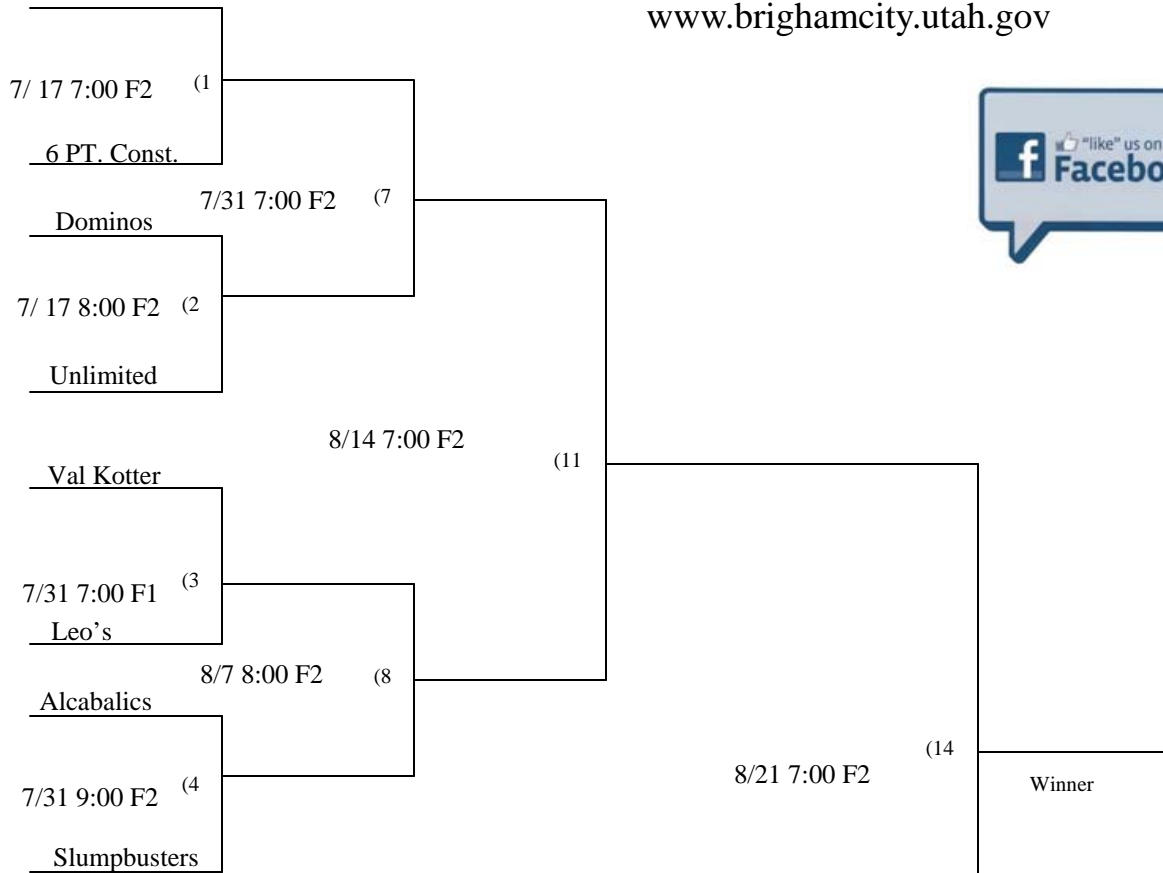 www.brighamcity.utah.gov
7/ 17 7:00 F2 (1
6 PT. Const.
"like" us on
7/31 7:00 F2 (7
Dominos
7/ 17 8:00 F2 (2
Unlimited
8/14 7:00 F2 (11
Val Kotter
7/31 7:00 F1 (3
Leo's
8/7 8:00 F2 (8
Alcabalics
8/21 7:00 F2 (14
Winner
7/31 9:00 F2 (4
Slumpbusters